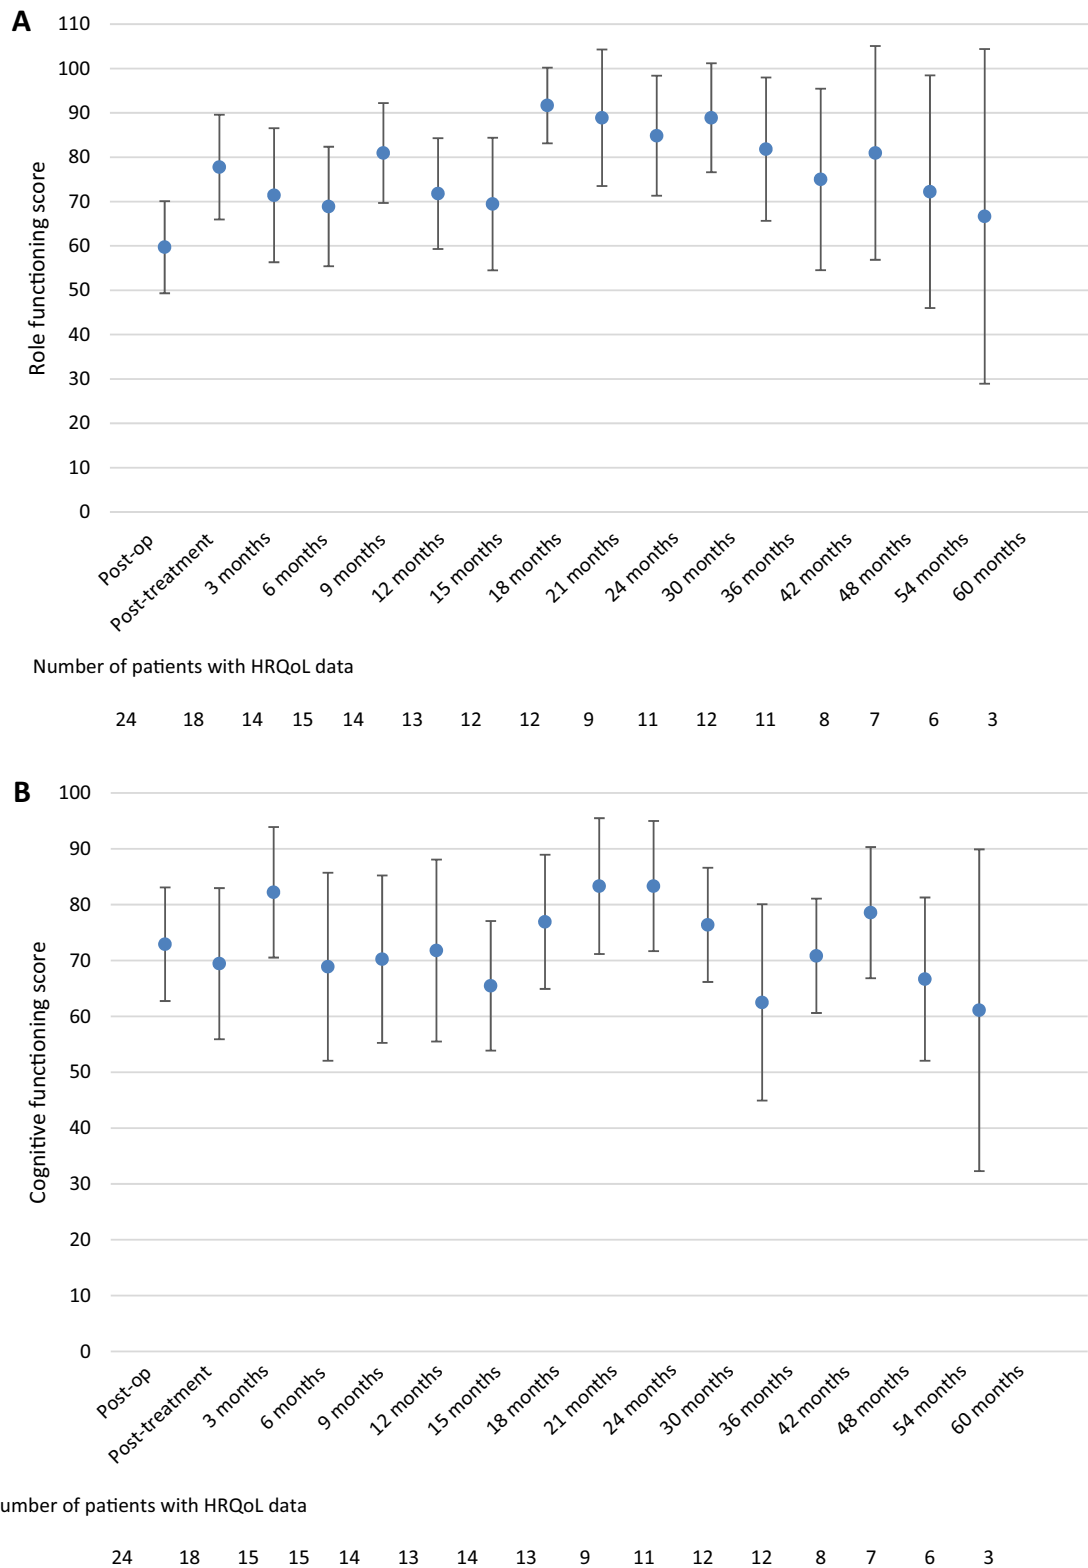 A
110
100
90
80
70
60
50
40
30
20
10
0
Role functioning score
Post-op
Post-treatment
3 months
6 months
9 months
12 months
15 months
18 months
21 months
24 months
30 months
36 months
42 months
48 months
54 months
60 months
Number of patients with HRQoL data
24 18 14 15 14 13 12 12 9 11 12 11 8 7 6 3
B
100
90
80
70
60
50
40
30
20
10
0
Cognitive functioning score
Post-op
Post-treatment
3 months
6 months
9 months
12 months
15 months
18 months
21 months
24 months
30 months
36 months
42 months
48 months
54 months
60 months
umber of patients with HRQoL data
24 18 15 15 14 13 14 13 9 11 12 12 8 7 6 3